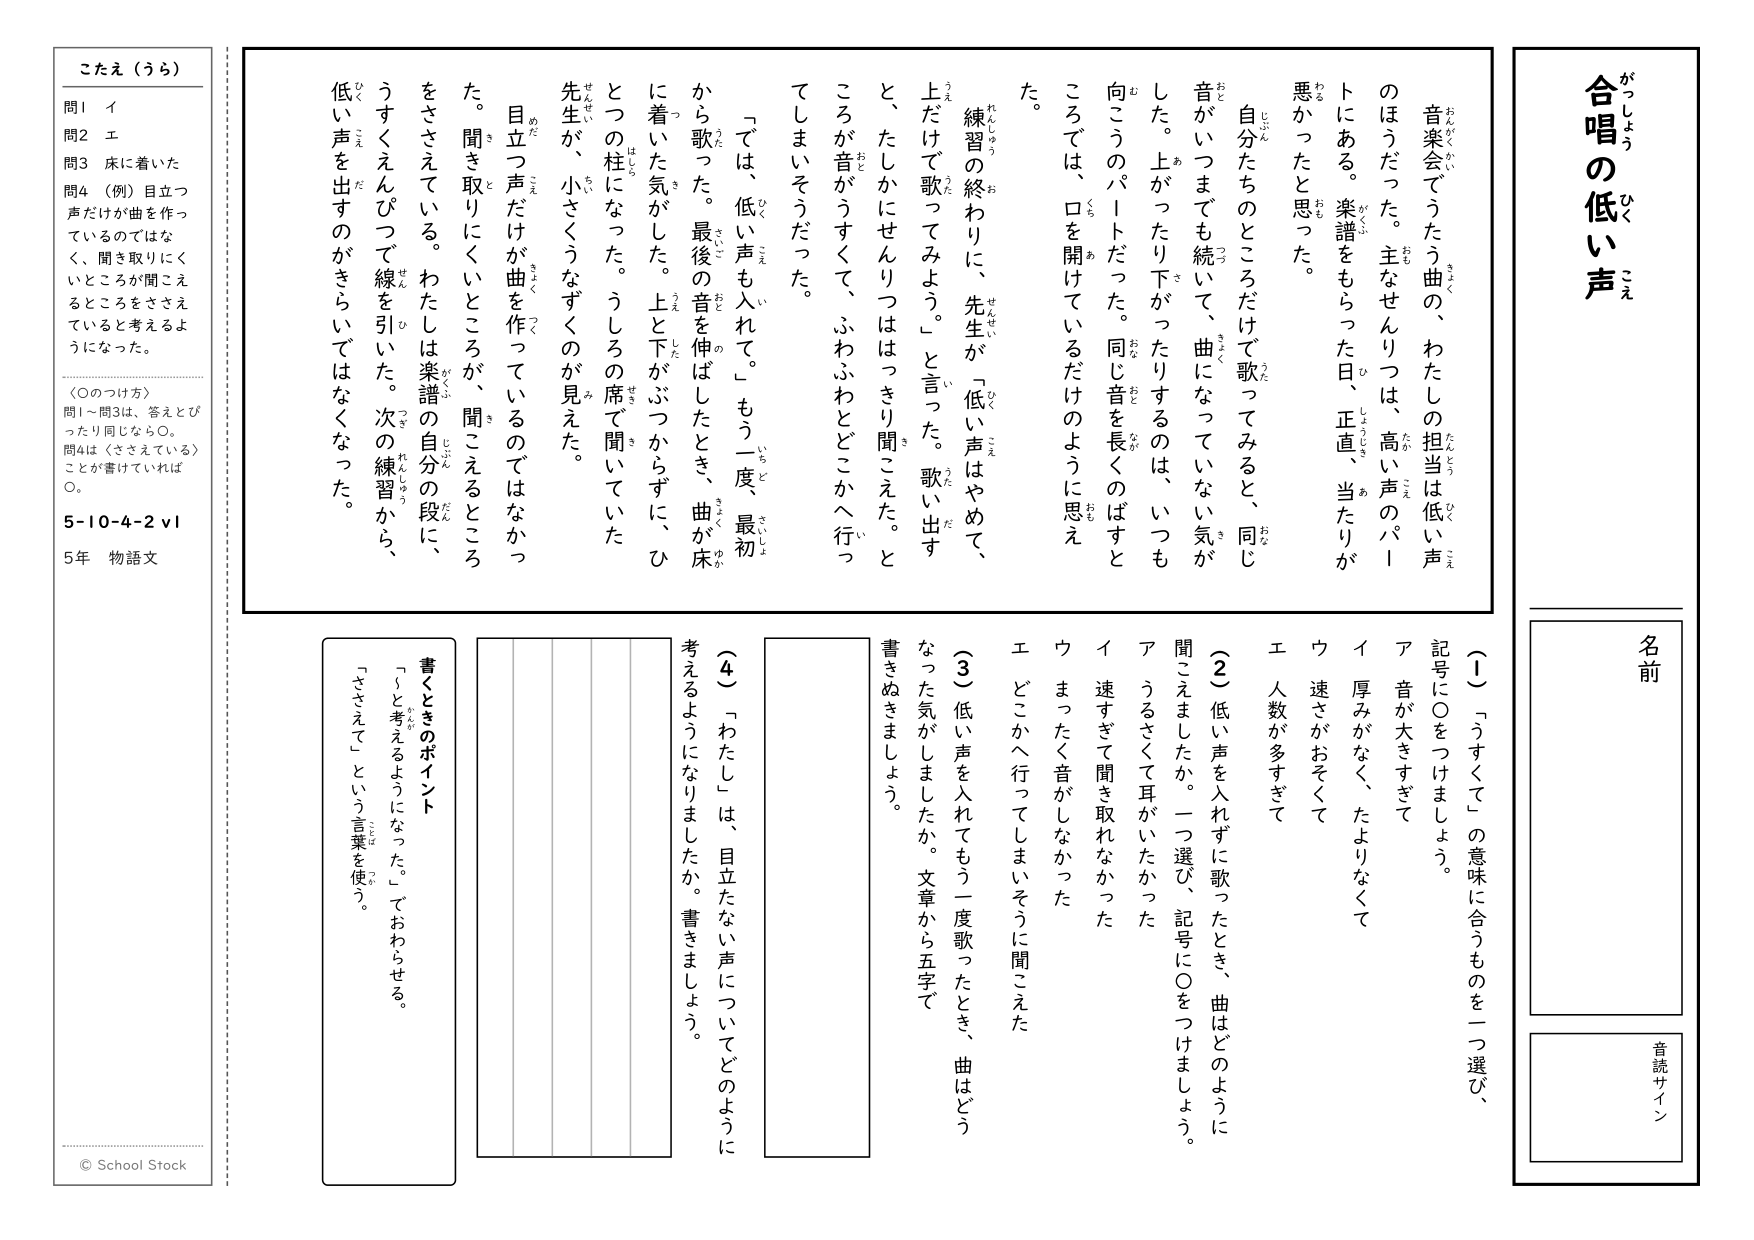 合唱の低い声
がっしょう
ひく
こえ
名前
音読サイン
音楽会でうたう曲の、わたしの担当は低い声
のほうだった。主なせんりつは、高い声のパー
トにある。楽譜をもらった日、正直、当たりが
悪かったと思った。
自分たちのところだけで歌ってみると、同じ
音がいつまでも続いて、曲になっていない気が
した。上がったり下がったりするのは、いつも
向こうのパートだった。同じ音を長くのばすと
ころでは、口を開けているだけのように思え
た。
練習の終わりに、先生が「低い声はやめて、
上だけで歌ってみよう。」と言った。歌い出す
と、たしかにせんりつははっきり聞こえた。と
ころが音がうすくて、ふわふわとどこかへ行っ
てしまいそうだった。
「では、低い声も入れて。」もう一度、最初
から歌った。最後の音を伸ばしたとき、曲が床
に着いた気がした。上と下がぶつからずに、ひ
とつの柱になった。うしろの席で聞いていた
先生が、小さくうなずくのが見えた。
目立つ声だけが曲を作っているのではなかっ
た。聞き取りにくいところが、聞こえるところ
をささえている。わたしは楽譜の自分の段に、
うすくえんぴつで線を引いた。次の練習から、
低い声を出すのがきらいではなくなった。
(1)「うすくて」の意味に合うものを一つ選び、
記号に○をつけましょう。
ア 音が大きすぎて
イ 厚みがなく、たよりなくて
ウ 速さがおそくて
エ 人数が多すぎて
(2)低い声を入れずに歌ったとき、曲はどのように
聞こえましたか。一つ選び、記号に○をつけましょう。
ア うるさくて耳がいたかった
イ 速すぎて聞き取れなかった
ウ まったく音がしなかった
エ どこかへ行ってしまいそうに聞こえた
(3)低い声を入れてもう一度歌ったとき、曲はどう
なった気がしましたか。文章から五字で
書きぬきましょう。
(4)「わたし」は、目立たない声についてどのように
考えるようになりましたか。書きましょう。
書くときのポイント
「〜と考えるようになった。」でおわらせる。
「ささえて」という言葉を使う。
こたえ(うら)
問1 イ
問2 エ
問3 床に着いた
問4 (例)目立つ
声だけが曲を作っ
ているのではな
く、聞き取りにく
いところが聞こえ
るところをささえ
ていると考えるよ
うになった。
〈○のつけ方〉
問1〜問3は、答えとぴ
ったり同じなら○。
問4は〈ささえている〉
ことが書けていれば
○。
5-10-4-2 v1
5年 物語文
© School Stock